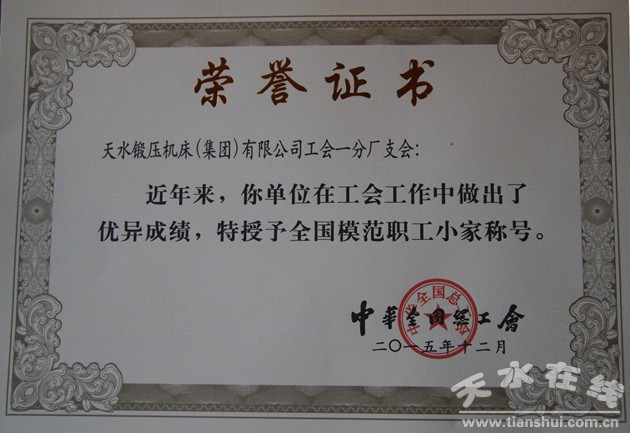 荣誉证书
天水锻压机床(集团)有限公司工会一分厂支会:
近年来，你单位在工会工作中做出了
优异成绩，特授予全国模范职工小家称号。
中華全国總工會
二〇一五年十二月
天水在线
www.tianshui.com.cn